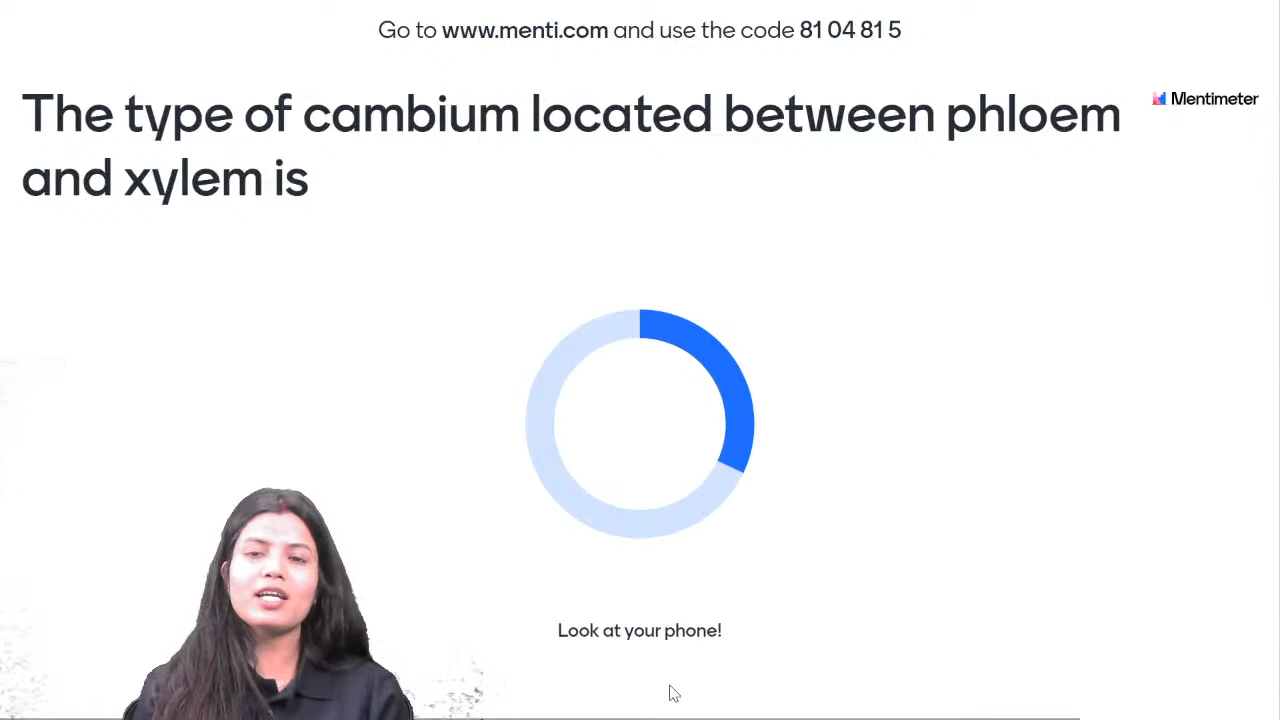 Go to www.menti.com and use the code 81 04 81 5
The type of cambium located between phloem
and xylem is
Mentimeter
Look at your phone!